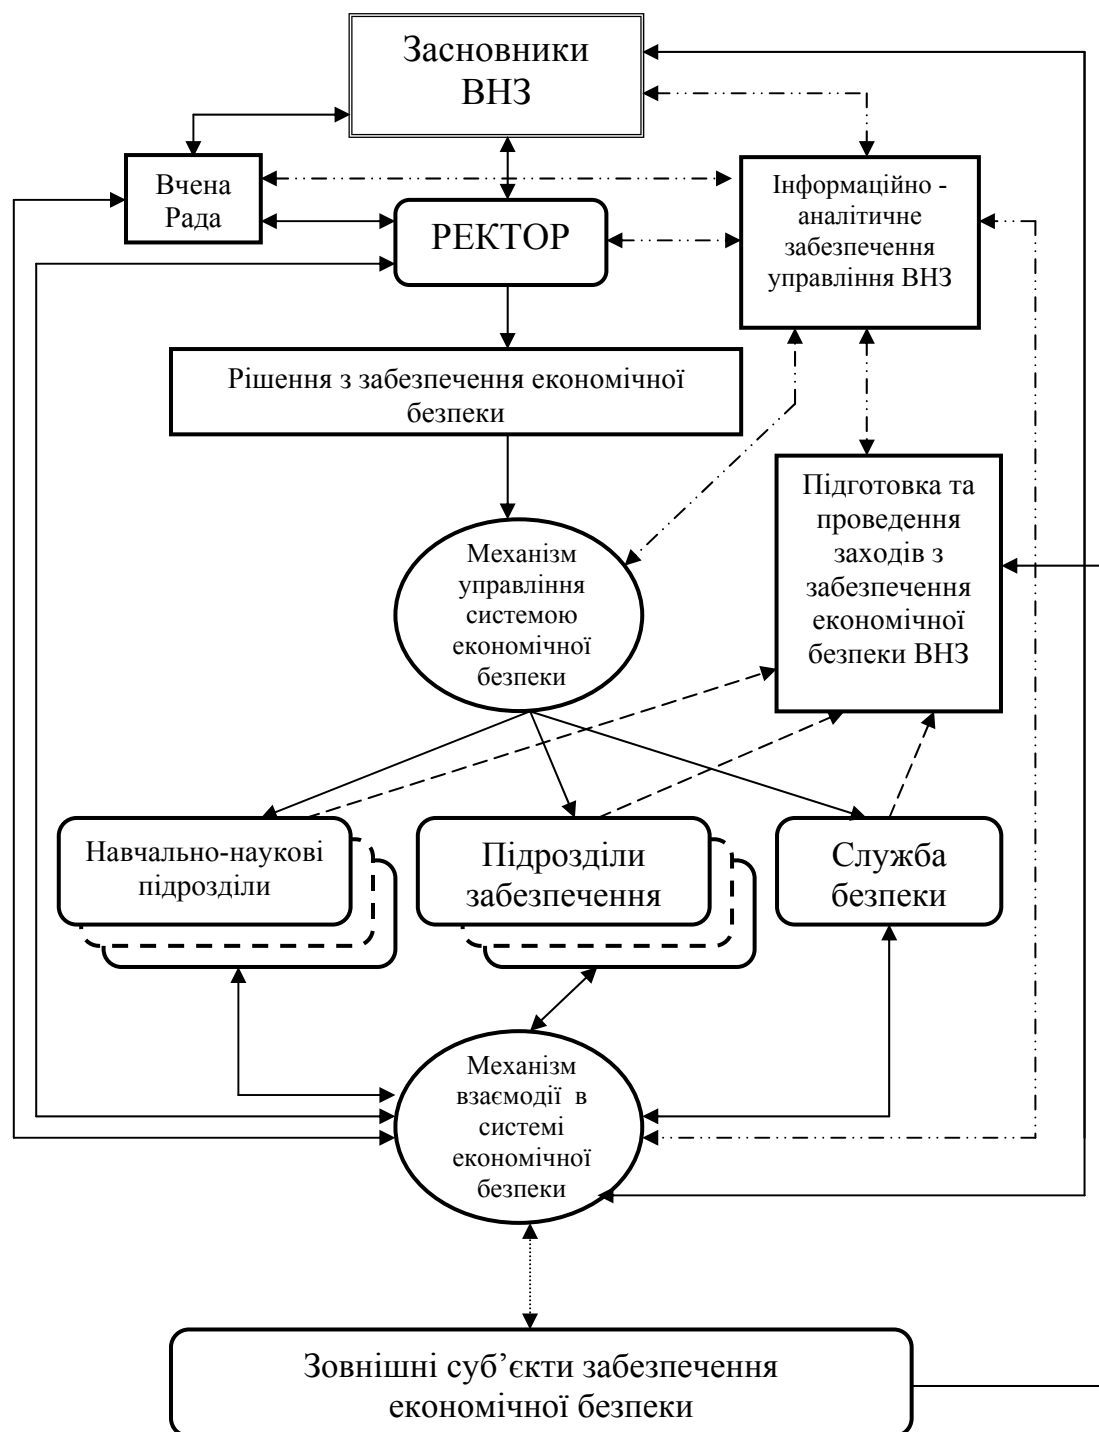 Засновники
ВНЗ
Вчена
Рада
РЕКТОР
Інформаційно -
аналітичне
забезпечення
управління ВНЗ
Рішення з забезпечення економічної
безпеки
Механізм
управління
системою
економічної
безпеки
Підготовка та
проведення
заходів з
забезпечення
економічної
безпеки ВНЗ
Навчально-наукові
підрозділи
Підрозділи
забезпечення
Служба
безпеки
Механізм
взаємодії в
системі
економічної
безпеки
Зовнішні суб’єкти забезпечення
економічної безпеки